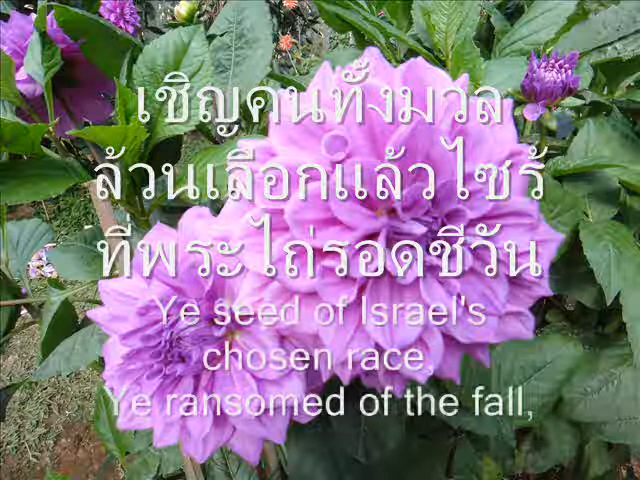 เชิญคนทั้งมวล
ล้วนเลือกแล้วไซร้
ที่พระไถ่รอดชีวัน
Ye seed of Israel's
chosen race,
Ye ransomed of the fall,